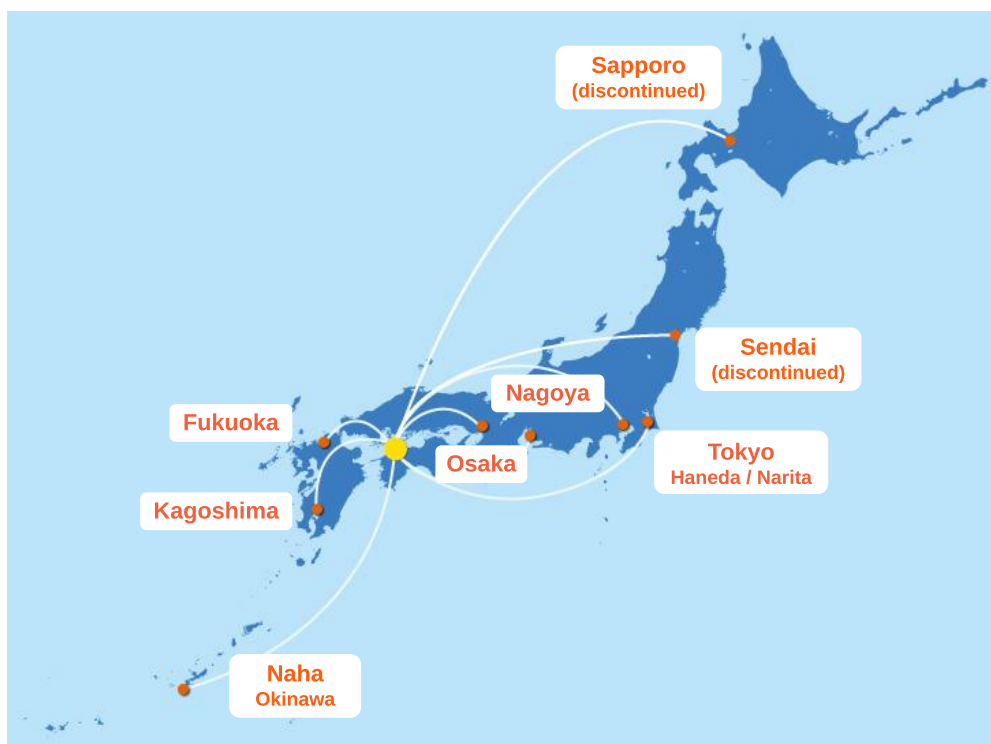 Sapporo
(discontinued)
Sendai
(discontinued)
Nagoya
Fukuoka
Osaka
Tokyo
Haneda / Narita
Kagoshima
Naha
Okinawa